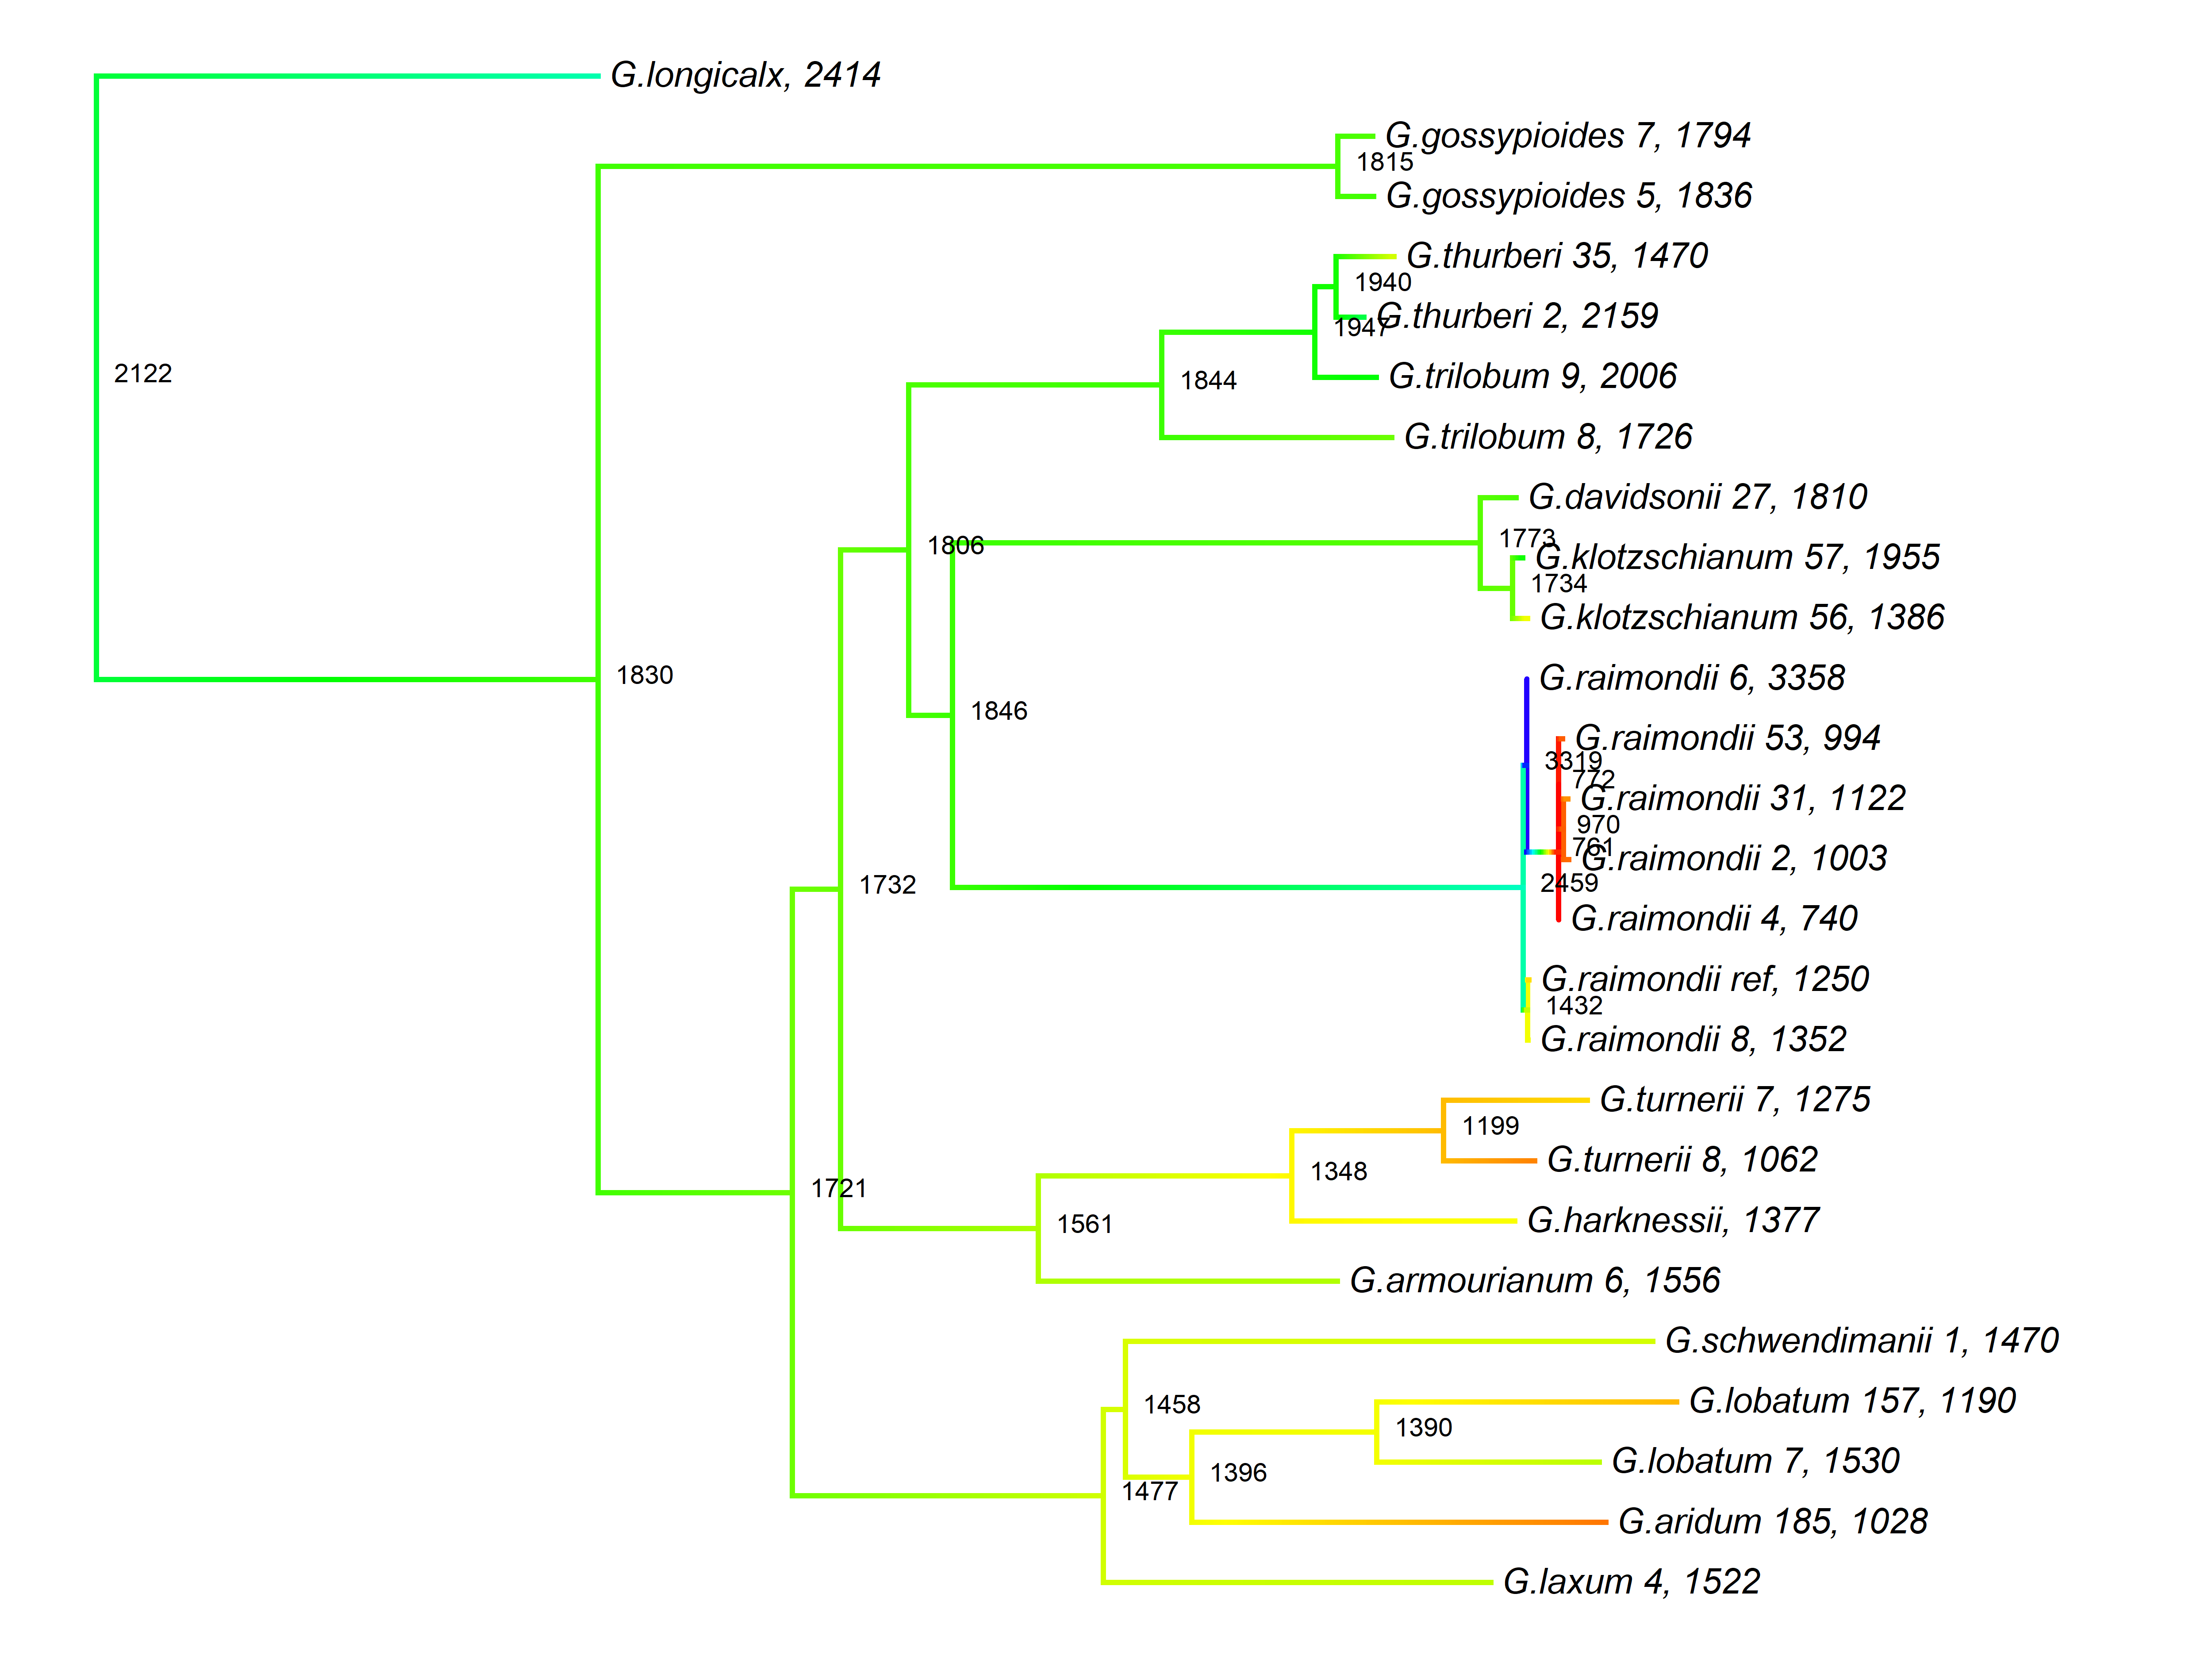 G.longicalx, 2414
G.gossypioides 7, 1794
1815
G.gossypioides 5, 1836
G.thurberi 35, 1470
1940
G.thurberi 2, 2159
1947
2122
G.trilobum 9, 2006
1844
G.trilobum 8, 1726
G.davidsonii 27, 1810
1773
1806
G.klotzschianum 57, 1955
1734
G.klotzschianum 56, 1386
1830
G.raimondii 6, 3358
1846
G.raimondii 53, 994
3319
772
G.raimondii 31, 1122
970
761
G.raimondii 2, 1003
1732
2459
G.raimondii 4, 740
G.raimondii ref, 1250
1432
G.raimondii 8, 1352
G.turnerii 7, 1275
1199
G.turnerii 8, 1062
1348
1721
G.harknessii, 1377
1561
G.armourianum 6, 1556
G.schwendimanii 1, 1470
G.lobatum 157, 1190
1458
1390
G.lobatum 7, 1530
1396
1477
G.aridum 185, 1028
G.laxum 4, 1522